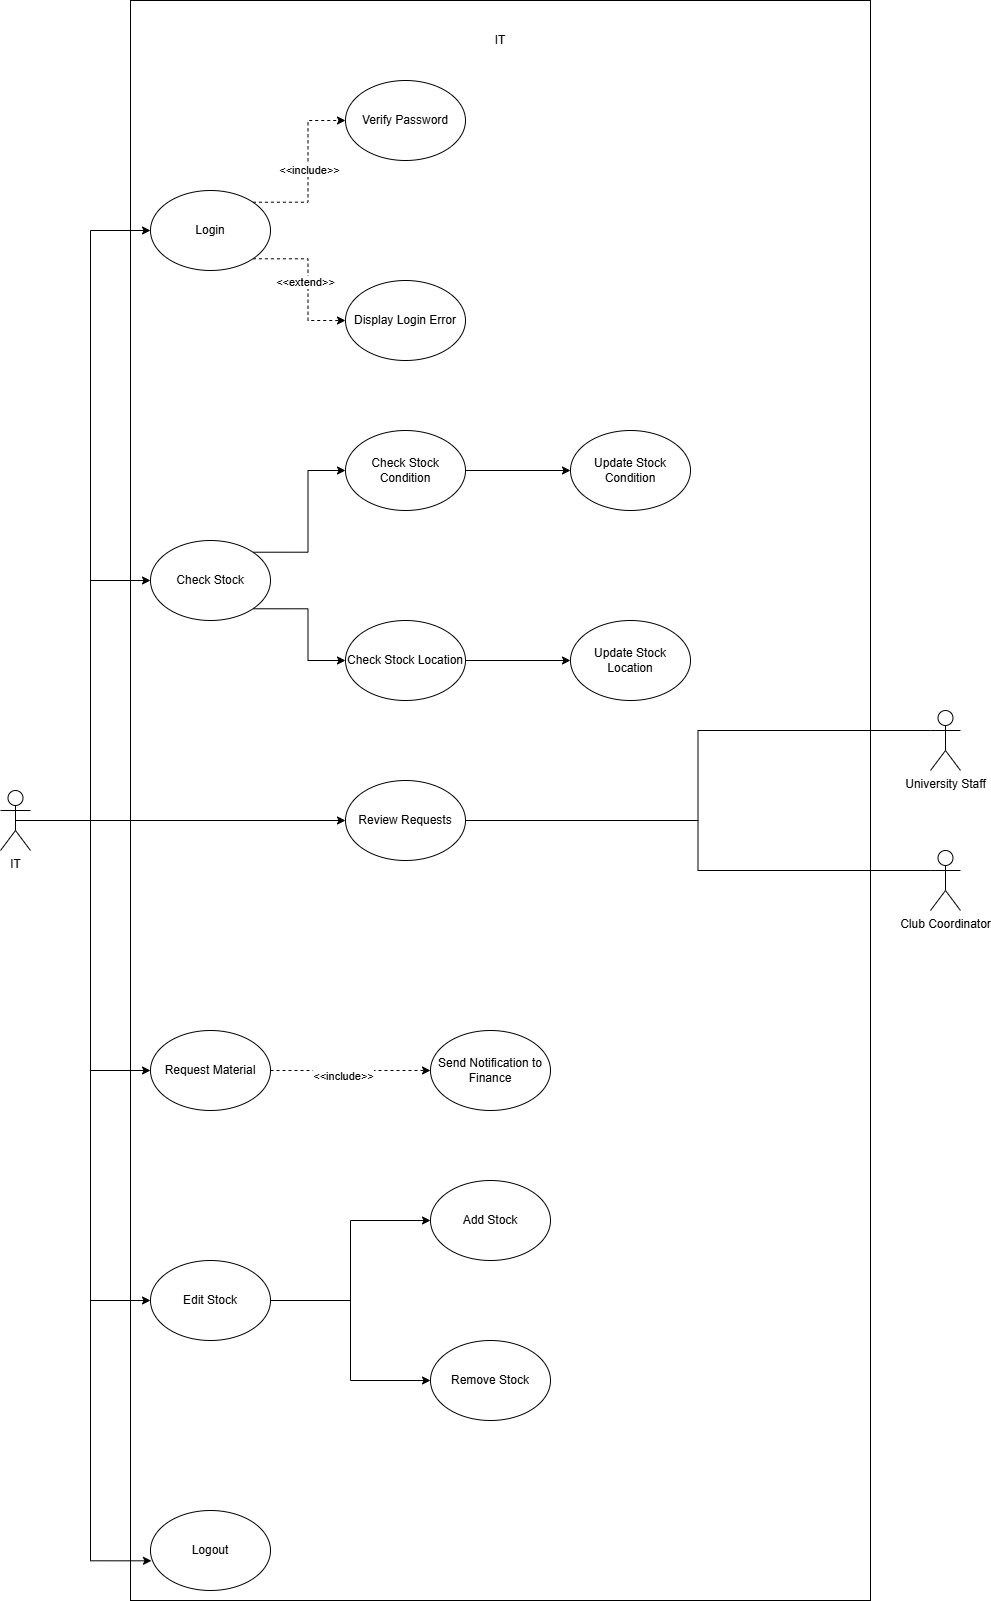 IT
Verify Password
<<include>>
Login
<<extend>>
Display Login Error
Check Stock
Condition
Update Stock
Condition
Check Stock
Check Stock Location
Update Stock
Location
University Staff
Review Requests
IT
Club Coordinator
Request Material
<<include>>
Send Notification to
Finance
Add Stock
Edit Stock
Remove Stock
Logout